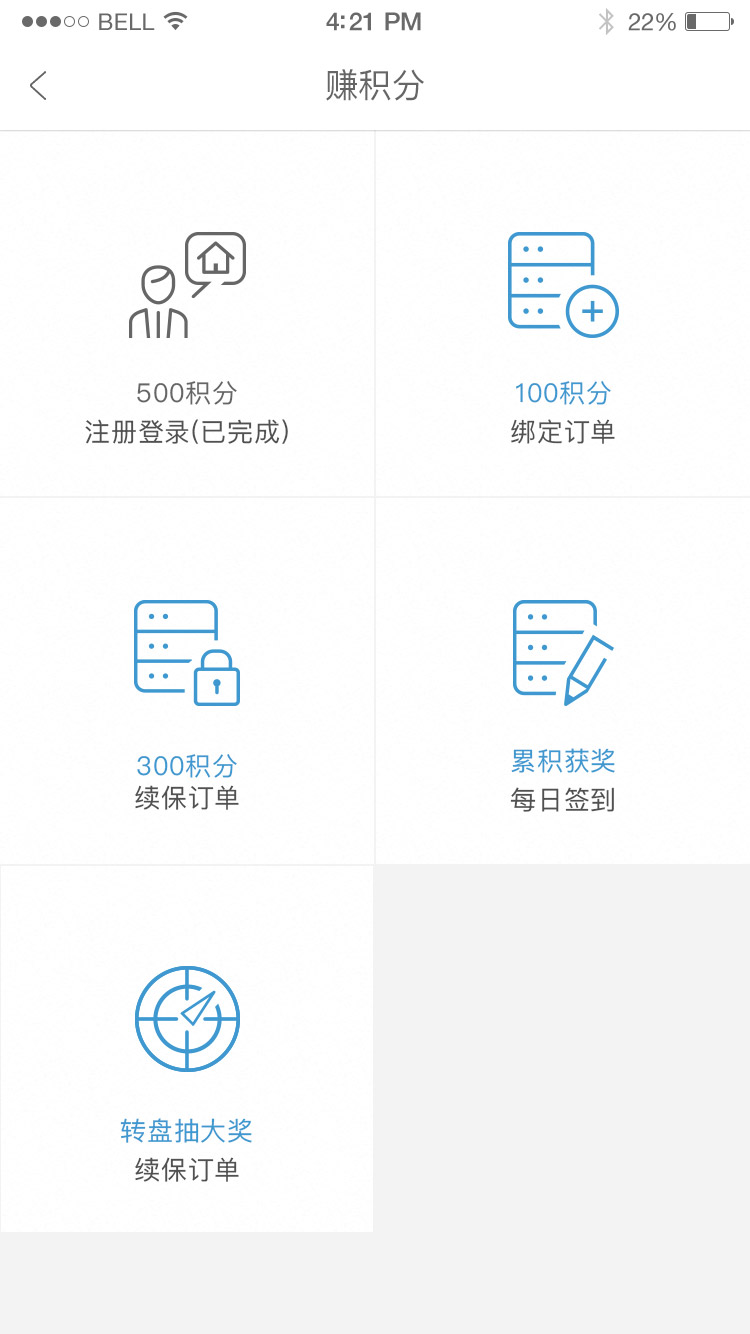 BELL 4:21 PM 22%
赚积分
500积分
注册登录(已完成)
100积分
绑定订单
300积分
续保订单
累积获奖
每日签到
转盘抽大奖
续保订单